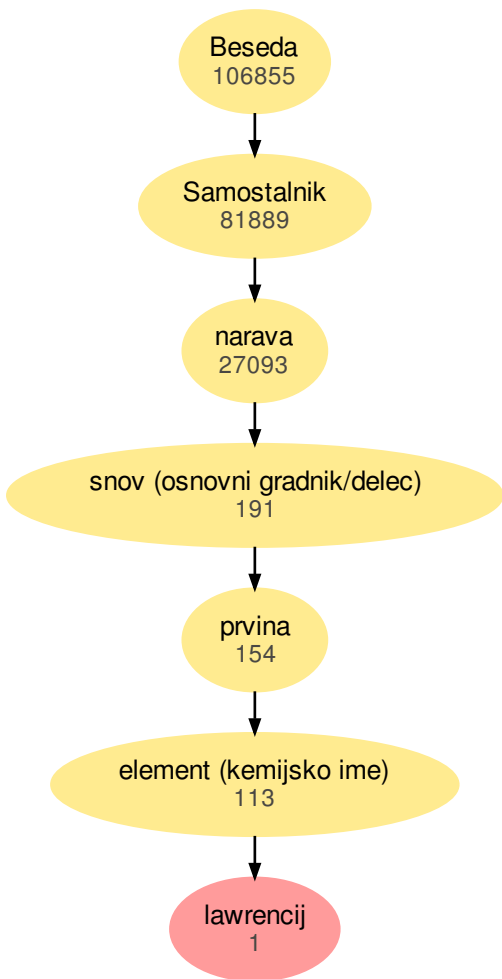 Beseda
106855
Samostalnik
81889
narava
27093
snov (osnovni gradnik/delec)
191
prvina
154
element (kemijsko ime)
113
lawrencij
1